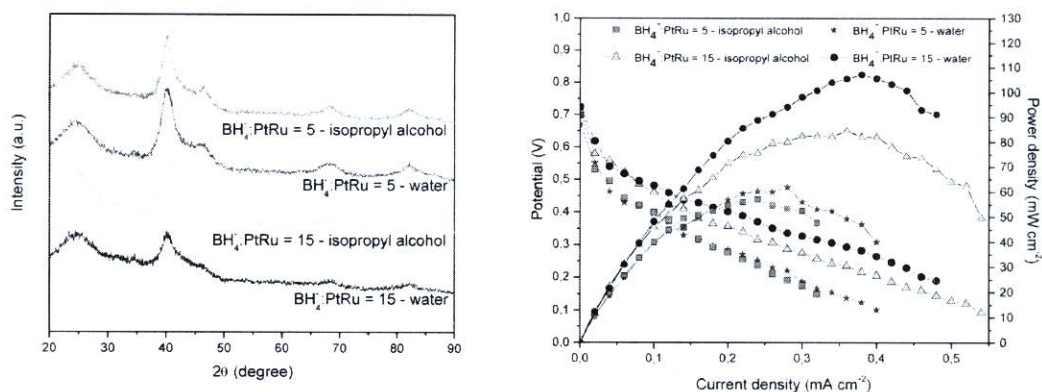 Intensity (a.u.)
BH₄⁻:PtRu = 5 - isopropyl alcohol
BH₄⁻:PtRu = 5 - water
BH₄⁻:PtRu = 15 - isopropyl alcohol
BH₄⁻:PtRu = 15 - water
20 30 40 50 60 70 80 90
2θ (degree)
BH₄⁻ PtRu = 5 - isopropyl alcohol
BH₄⁻ PtRu = 5 - water
BH₄⁻ PtRu = 15 - isopropyl alcohol
BH₄⁻ PtRu = 15 - water
Potential (V)
1,0
0,9
0,8
0,7
0,6
0,5
0,4
0,3
0,2
0,1
0,0
130
120
110
100
90
80
70
60
50
40
30
20
10
0
Power density (mW cm⁻²)
0,0 0,1 0,2 0,3 0,4 0,5
Current density (mA cm⁻²)